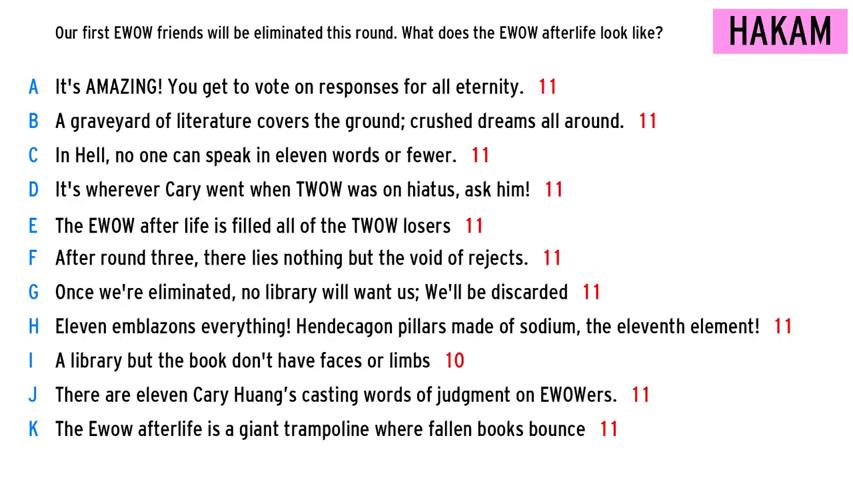 Our first EWOW friends will be eliminated this round. What does the EWOW afterlife look like?
HAKAM
A It's AMAZING! You get to vote on responses for all eternity. 11
B A graveyard of literature covers the ground; crushed dreams all around. 11
C In Hell, no one can speak in eleven words or fewer. 11
D It's wherever Cary went when TWOW was on hiatus, ask him! 11
E The EWOW after life is filled all of the TWOW losers 11
F After round three, there lies nothing but the void of rejects. 11
G Once we're eliminated, no library will want us; We'll be discarded 11
H Eleven emblazons everything! Hendecagon pillars made of sodium, the eleventh element! 11
I A library but the book don't have faces or limbs 10
J There are eleven Cary Huang’s casting words of judgment on EWOWers. 11
K The Ewow afterlife is a giant trampoline where fallen books bounce 11